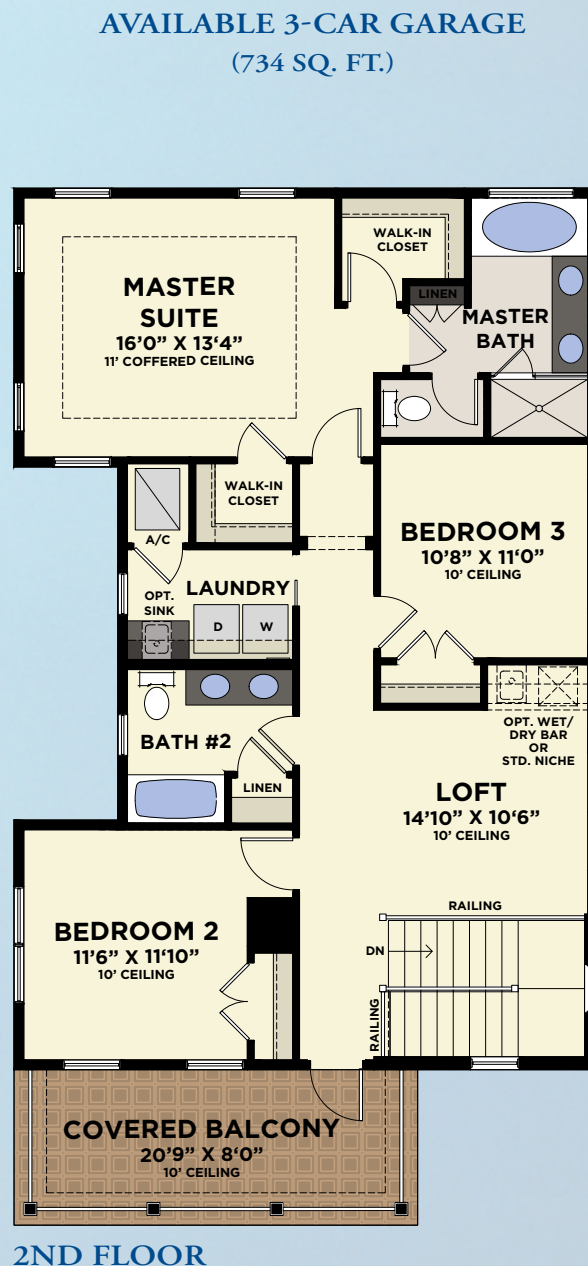 AVAILABLE 3-CAR GARAGE
(734 SQ. FT.)
WALK-IN
CLOSET
LINEN
MASTER
BATH
MASTER
SUITE
16'0” X 13‘4”
11’ COFFERED CEILING
WALK-IN
CLOSET
A/C
BEDROOM 3
10'8” X 11'0”
10’ CEILING
LAUNDRY
OPT.
SINK
D
W
OPT. WET/
DRY BAR
OR
STD. NICHE
BATH #2
LINEN
LOFT
14'10” X 10‘6”
10’ CEILING
RAILING
BEDROOM 2
11’6” X 11’10”
10’ CEILING
DN
RAILING
COVERED BALCONY
20'9” X 8’0”
10’ CEILING
2ND FLOOR